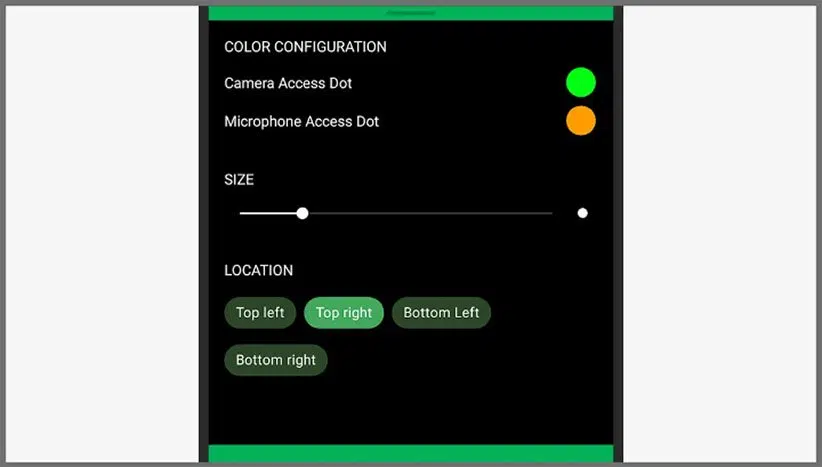 COLOR CONFIGURATION
Camera Access Dot
Microphone Access Dot
SIZE
LOCATION
Top left Top right Bottom Left
Bottom right